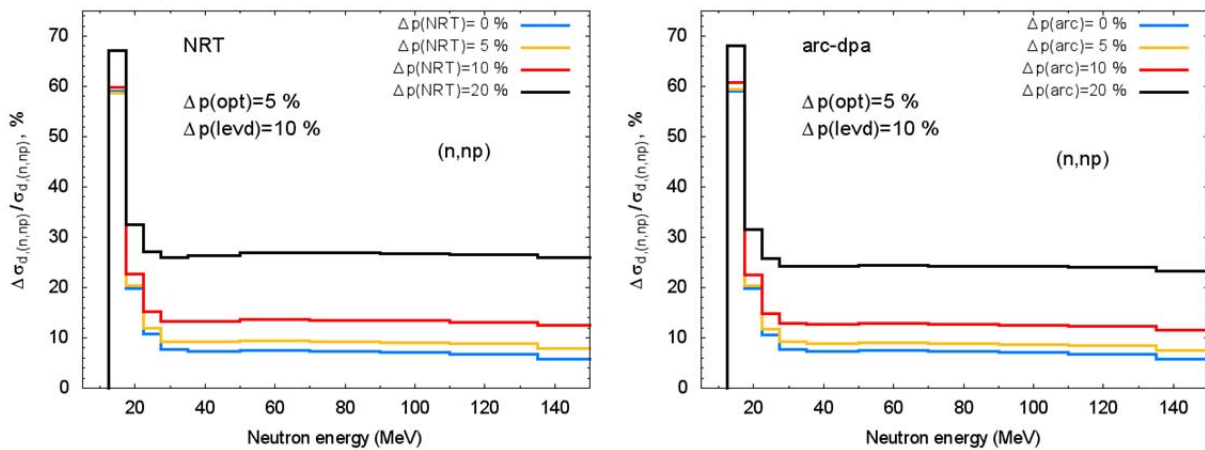 Δσd,(n,np)/σd,(n,np), %
70
60
50
40
30
20
10
0
NRT
Δp(opt)=5 %
Δp(levd)=10 %
Δp(NRT)= 0 %
Δp(NRT)= 5 %
Δp(NRT)=10 %
Δp(NRT)=20 %
(n,np)
20 40 60 80 100 120 140
Neutron energy (MeV)
Δσd,(n,np)/σd,(n,np), %
70
60
50
40
30
20
10
0
arc-dpa
Δp(opt)=5 %
Δp(levd)=10 %
Δp(arc)= 0 %
Δp(arc)= 5 %
Δp(arc)=10 %
Δp(arc)=20 %
(n,np)
20 40 60 80 100 120 140
Neutron energy (MeV)